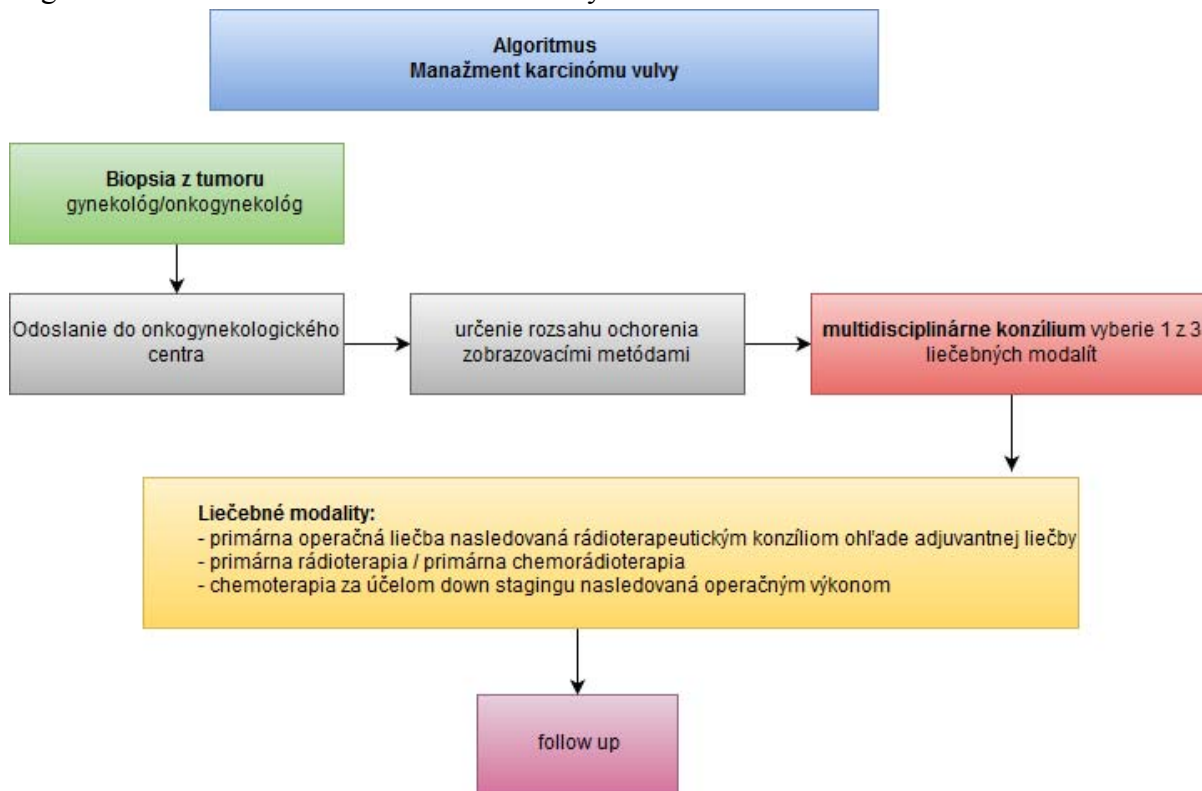 Algoritmus
Manažment karcinómu vulvy
Biopsia z tumoru
gynekológ/onkogynekológ
Odoslanie do onkogynekologického
centra
určenie rozsahu ochorenia
zobrazovacími metódami
multidisciplinárne konzílium vyberie 1 z 3
liečebných modalít
Liečebné modality:
- primárna operačná liečba nasledovaná rádioterapeutickým konzíliom ohľade adjuvantnej liečby
- primárna rádioterapia / primárna chemorádioterapia
- chemoterapia za účelom down stagingu nasledovaná operačným výkonom
follow up